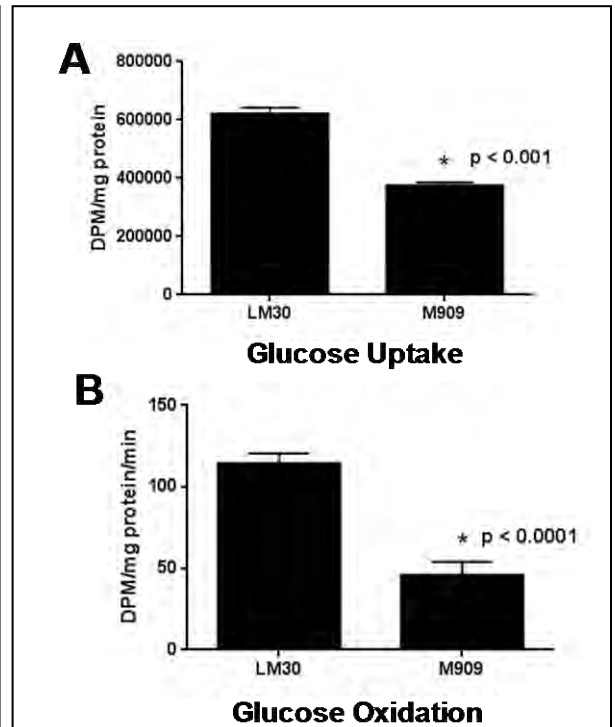 A
DPM/mg protein
800000
600000
400000
200000
0
* p < 0.001
LM30 M909
Glucose Uptake
B
DPM/mg protein/min
150
100
50
0
* p < 0.0001
LM30 M909
Glucose Oxidation